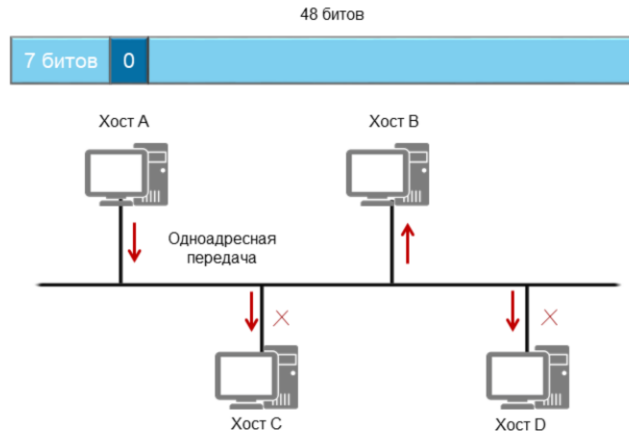 48 битов
7 битов 0
Хост A
Хост B
Одноадресная
передача
Хост C
Хост D